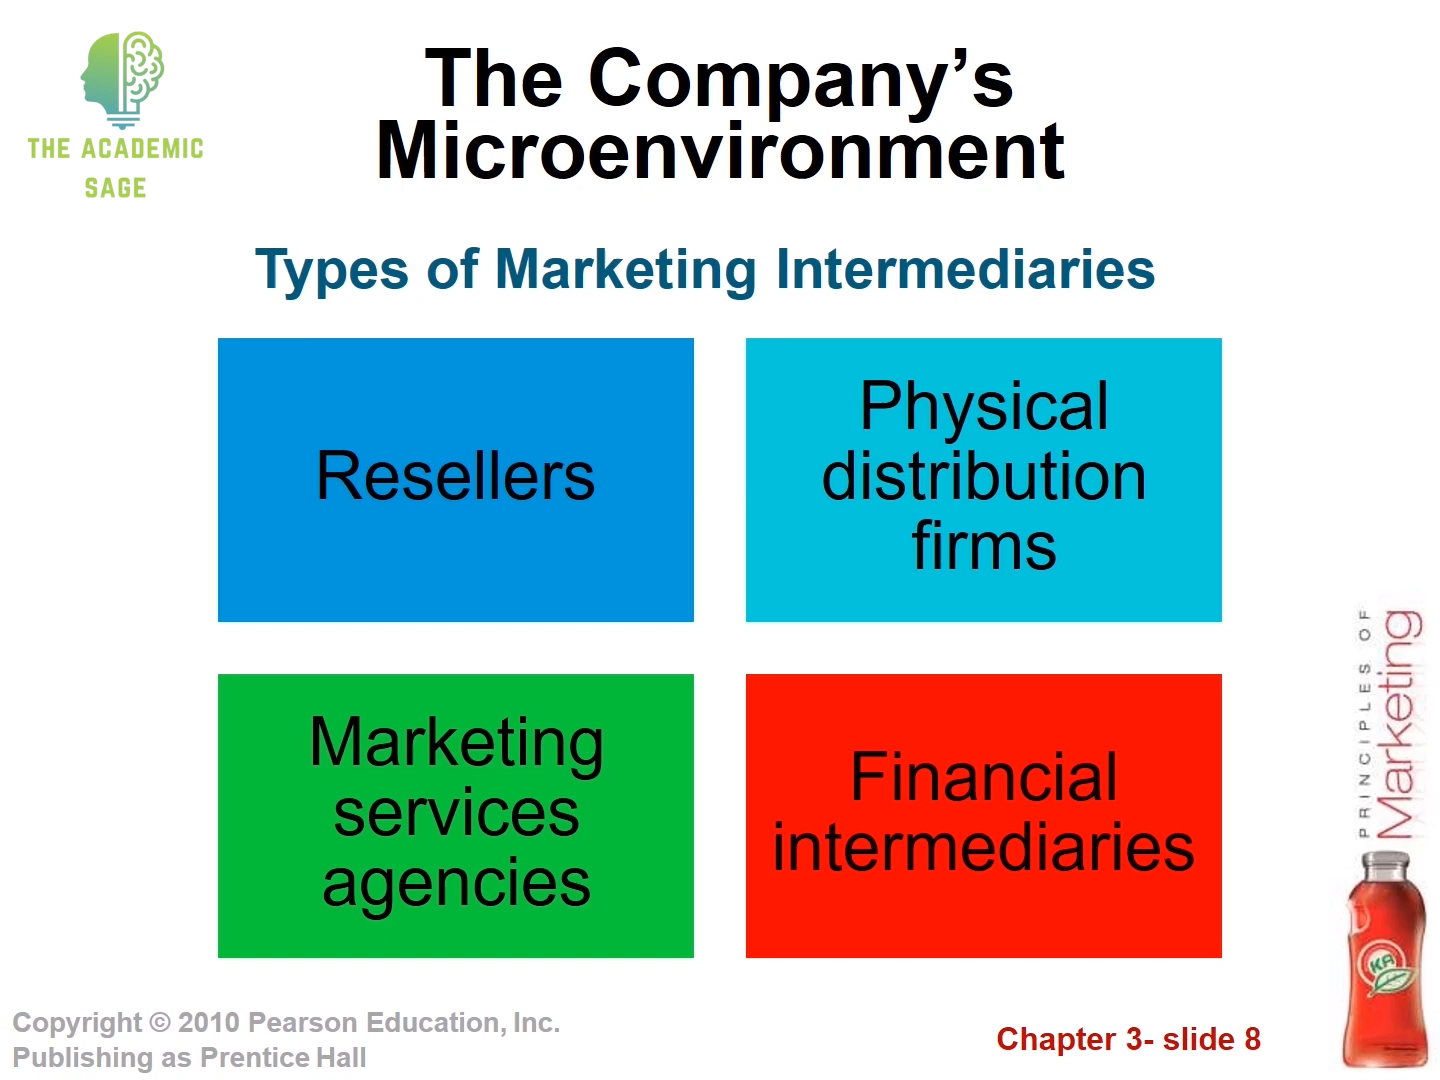 THE ACADEMIC
SAGE
The Company’s
Microenvironment
Types of Marketing Intermediaries
Resellers
Physical
distribution
firms
Marketing
services
agencies
Financial
intermediaries
PRINCIPLES OF
Marketing
KR
Copyright © 2010 Pearson Education, Inc.
Publishing as Prentice Hall
Chapter 3- slide 8